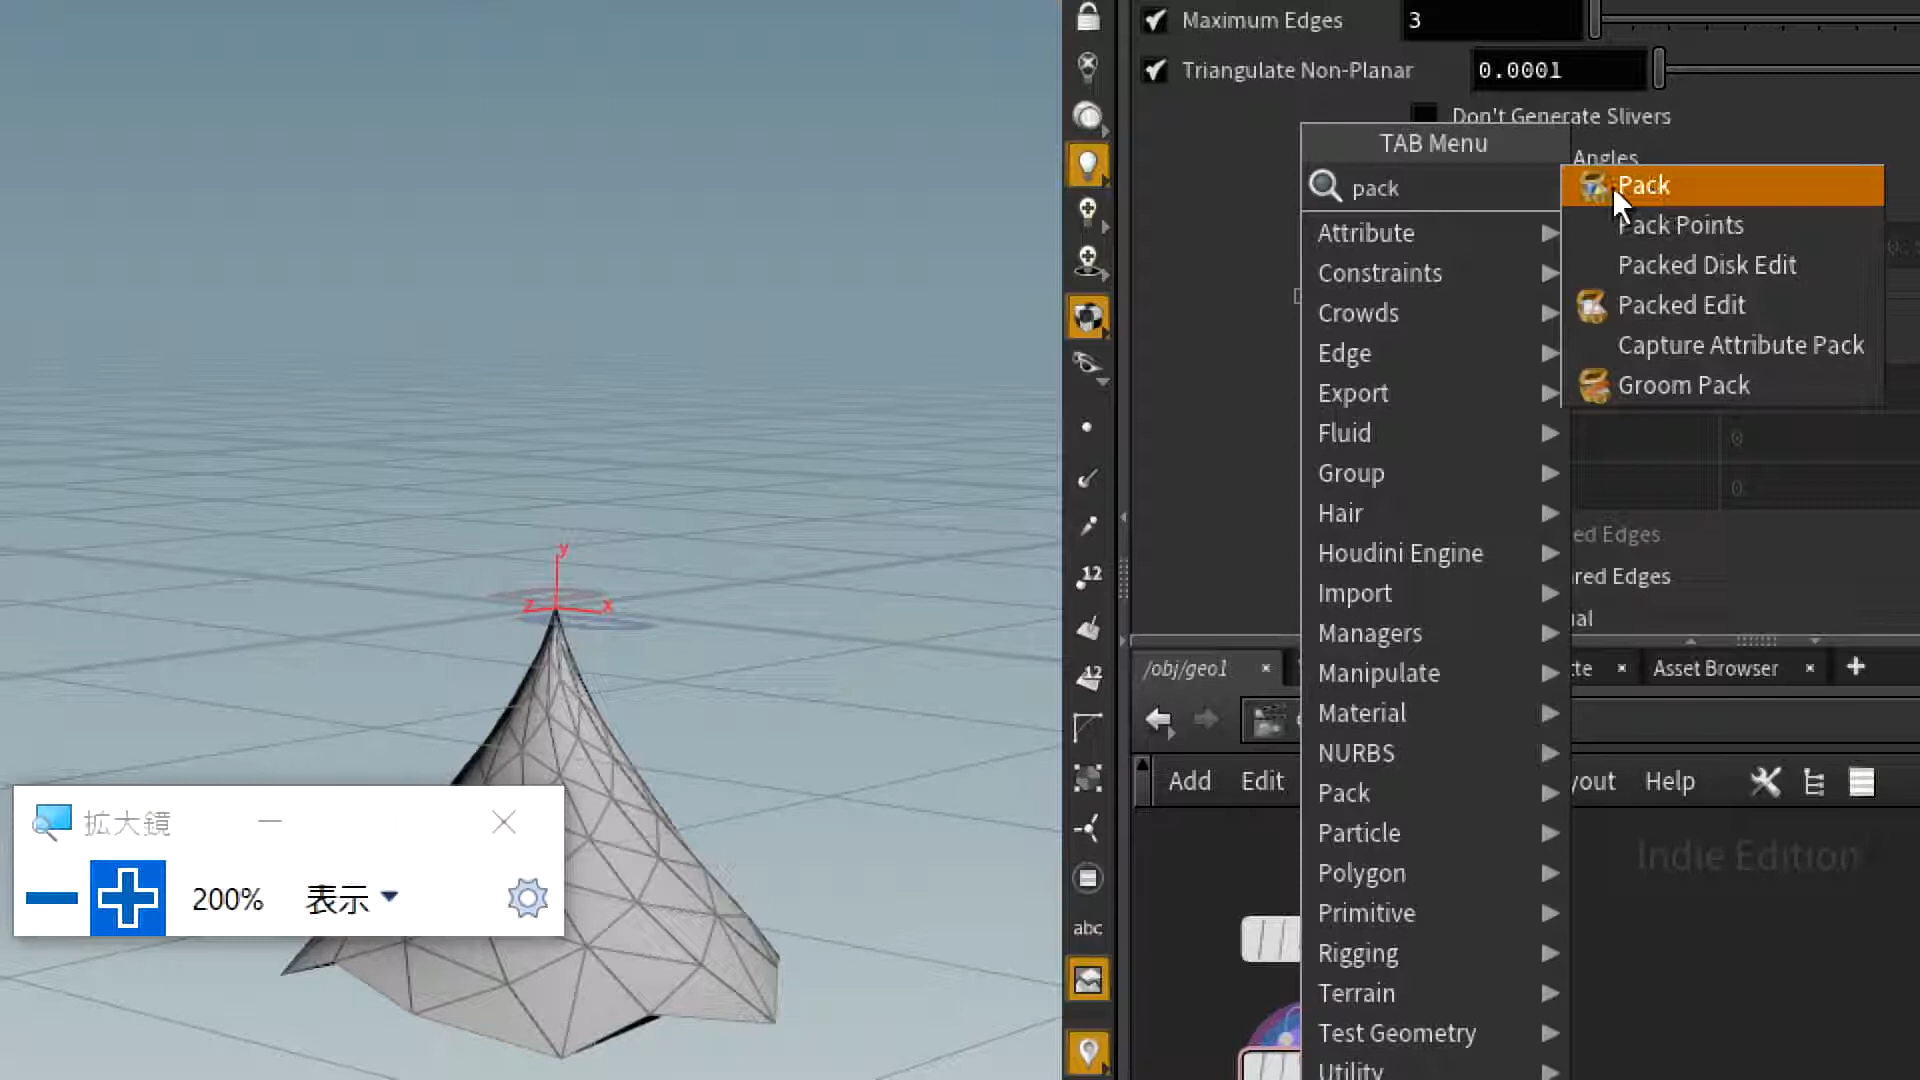 Maximum Edges 3
Triangulate Non-Planar 0.0001
Don't Generate Slivers
Angles
TAB Menu
pack
Attribute
Constraints
Crowds
Edge
Export
Fluid
Group
Hair
Houdini Engine
Import
Managers
Manipulate
Material
NURBS
Pack
Particle
Polygon
Primitive
Rigging
Terrain
Test Geometry
Utility
Pack
Pack Points
Packed Disk Edit
Packed Edit
Capture Attribute Pack
Groom Pack
0
0
ed Edges
red Edges
/obj/geo1
Asset Browser
Add Edit
Help
Indie Edition
y
z x
12
12
abc
拡大鏡
200% 表示